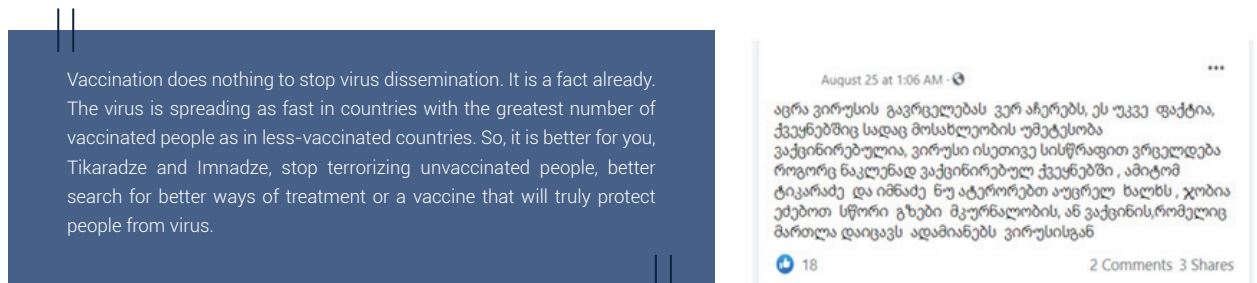 Vaccination does nothing to stop virus dissemination. It is a fact already.
The virus is spreading as fast in countries with the greatest number of
vaccinated people as in less-vaccinated countries. So, it is better for you,
Tikaradze and Imnadze, stop terrorizing unvaccinated people, better
search for better ways of treatment or a vaccine that will truly protect
people from virus.
August 25 at 1:06 AM ·
აცრა ვირუსის გავრცელებას ვერ აჩერებს, ეს უკვე ფაქტია,
ქვეყნებშიც სადაც მოსახლეობის უმეტესობა
ვაქცინირებულია, ვირუსი ისეთივე სისწრაფით ვრცელდება
როგორც ნაკლენად ვაქცინირებულ ქვეყნებში , ამიტომ
ტიკარაძე და იმნაძე ნუ ატერორებთ აუცრელ ხალხს , ჯობია
ეძებოთ სწორი გზები მკურნალობის, ან ვაქცინის,რომელიც
მართლა დაიცავს ადამიანებს ვირუსისგან
18
2 Comments 3 Shares